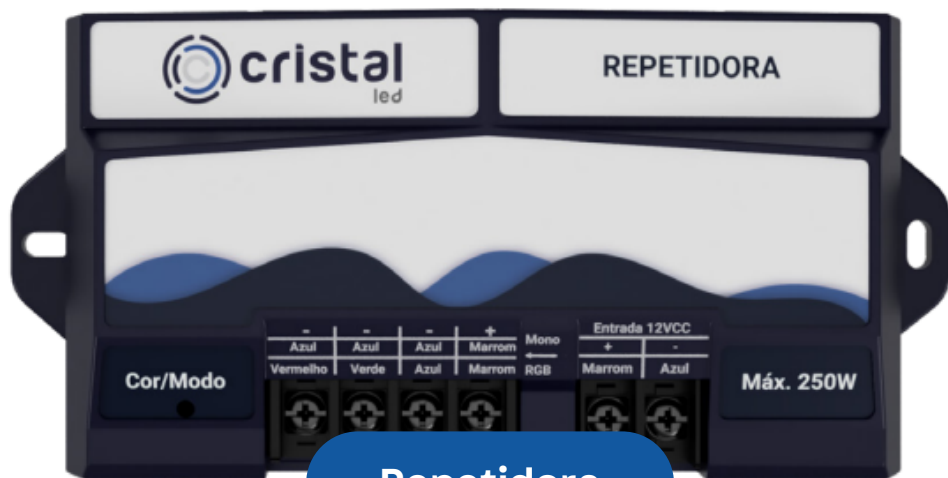 cristal
led
REPETIDORA
- - - +
Azul Azul Azul Marrom Mono
Vermelho Verde Azul Marrom RGB
Entrada 12VCC
+ -
Marrom Azul
Cor/Modo
Máx. 250W
Repetidora